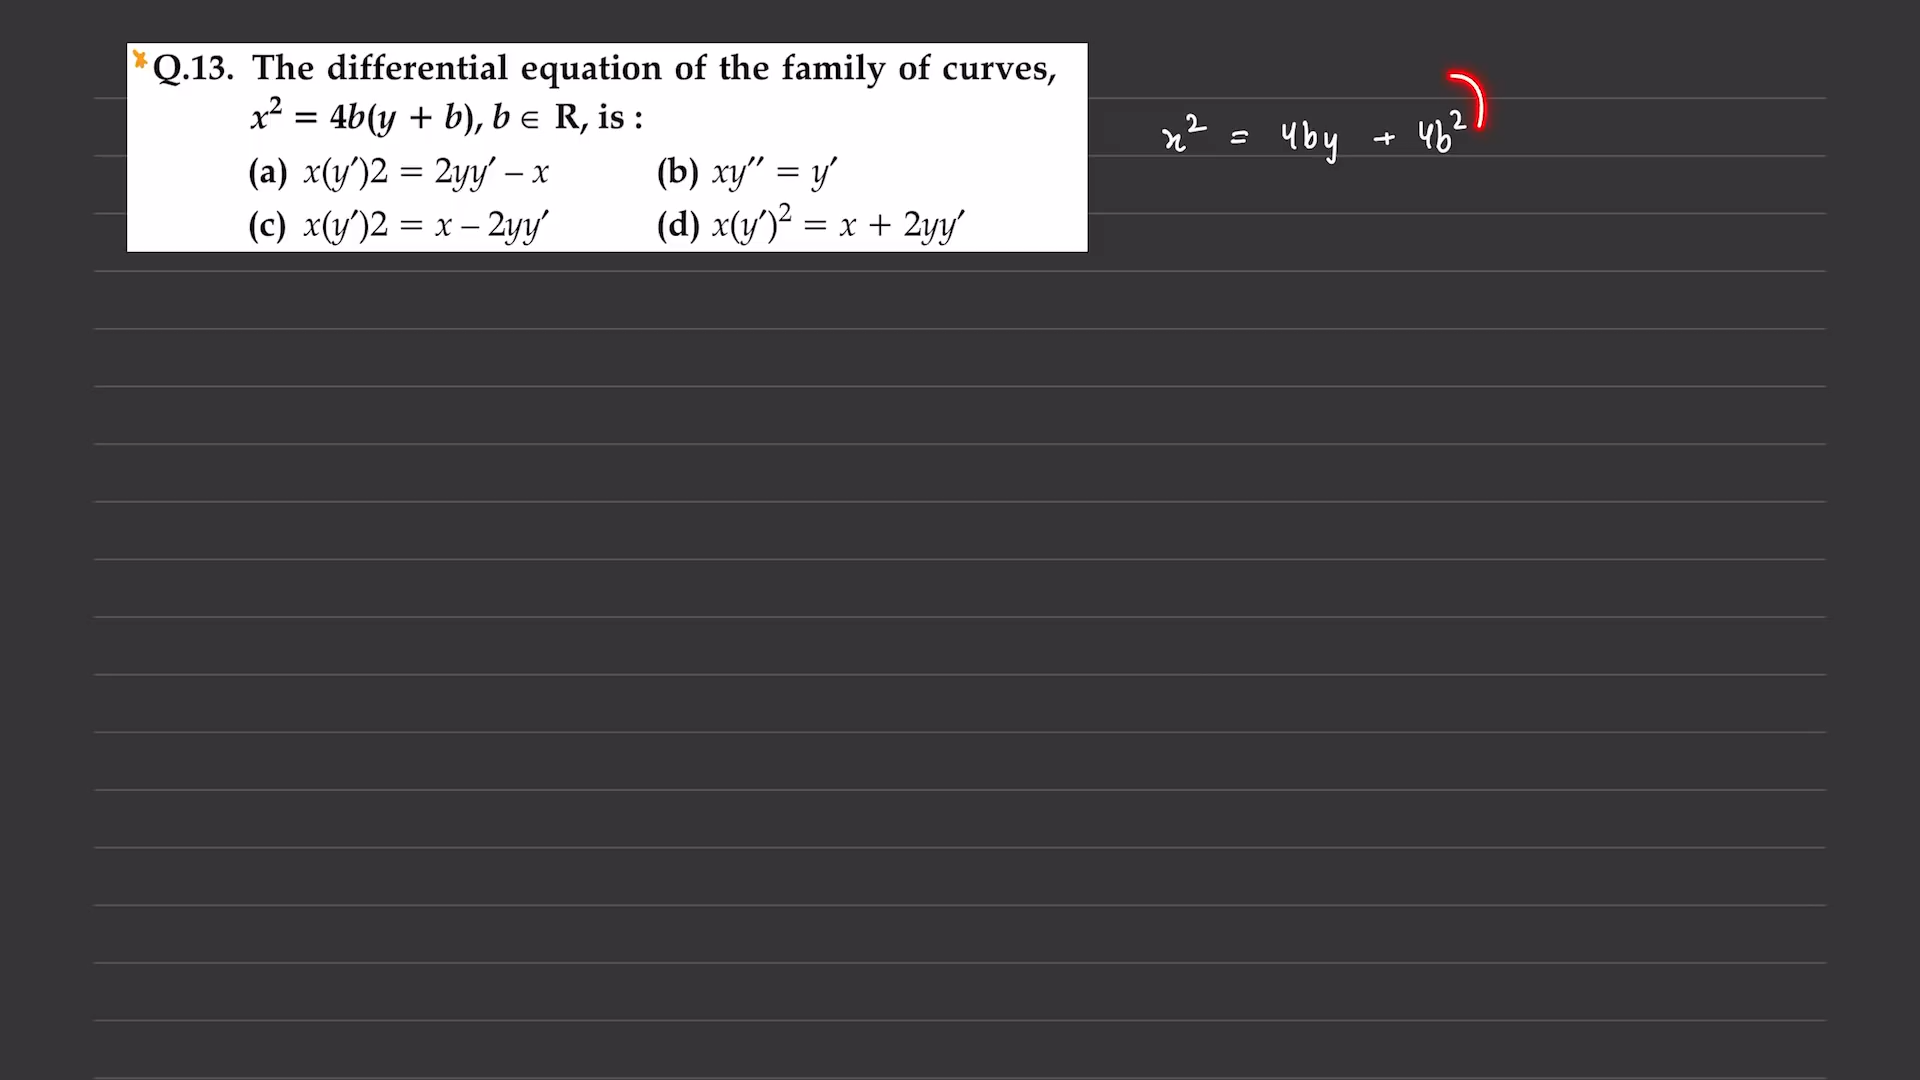 *Q.13. The differential equation of the family of curves,
x² = 4b(y + b), b ∈ R, is :
(a) x(y′)2 = 2yy′ – x (b) xy″ = y′
(c) x(y′)2 = x – 2yy′ (d) x(y′)² = x + 2yy′
x² = 4by + 4b²